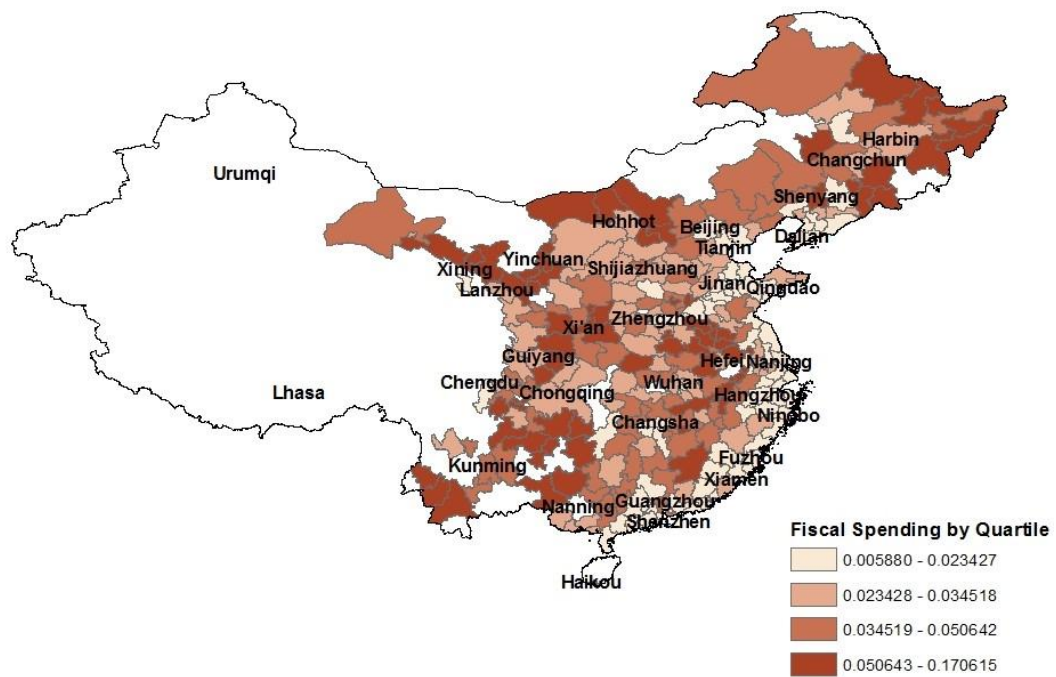 Urumqi
Harbin
Changchun
Shenyang
Hohhot
Beijing
Dalian
Tianjin
Yinchuan
Shijiazhuang
Xining
Jinan
Qingdao
Lanzhou
Zhengzhou
Xi'an
Guiyang
Hefei
Nanjing
Chengdu
Wuhan
Lhasa
Chongqing
Hangzhou
Ningbo
Changsha
Fuzhou
Kunming
Xiamen
Guangzhou
Nanning
Shenzhen
Haikou
Fiscal Spending by Quartile
0.005880 - 0.023427
0.023428 - 0.034518
0.034519 - 0.050642
0.050643 - 0.170615